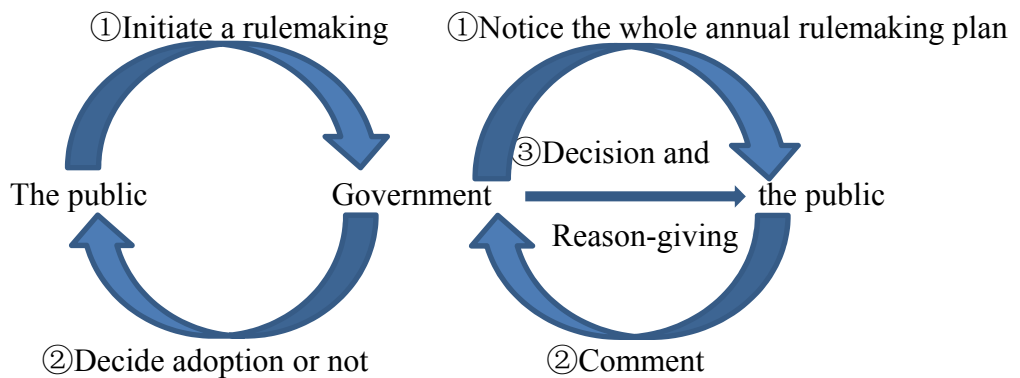 ①Initiate a rulemaking
①Notice the whole annual rulemaking plan
③Decision and
The public
Government
the public
Reason-giving
②Decide adoption or not
②Comment